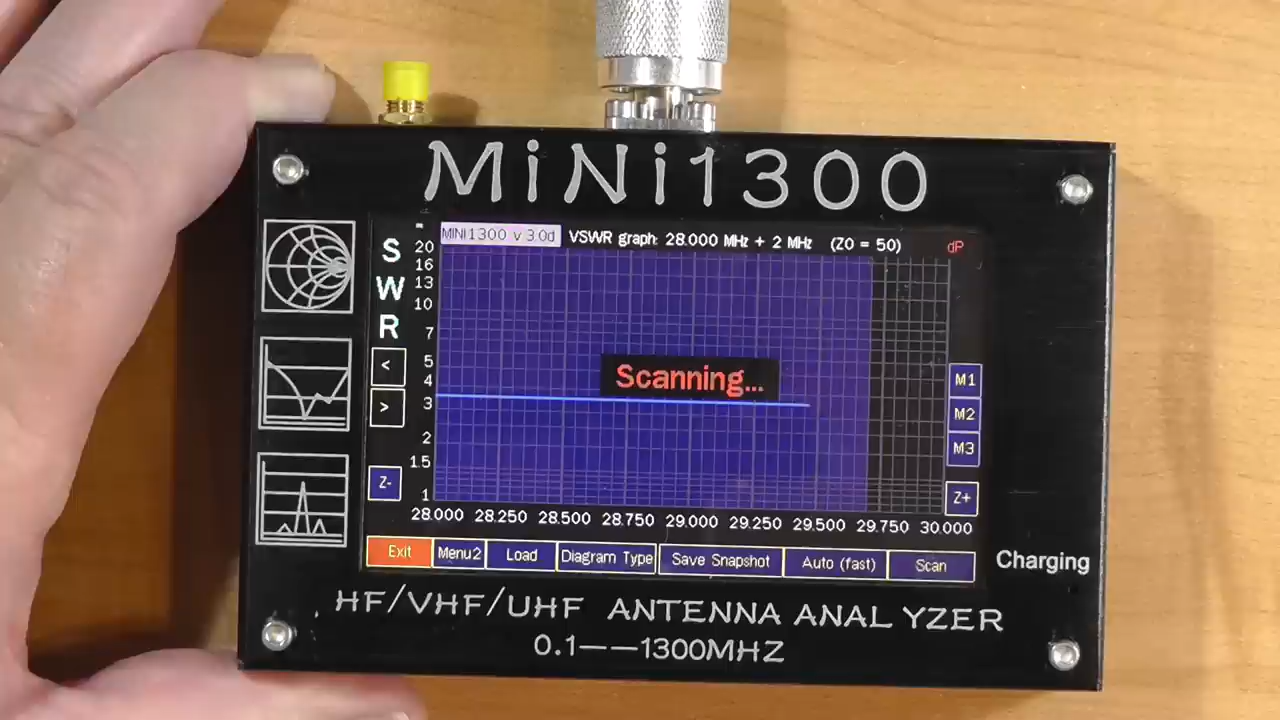 MiNi1300
MINI1300 v 3.0d VSWR graph: 28.000 MHz + 2 MHz (Z0 = 50) dP
S
W
R
<
>
Z-
20
16
13
10
7
5
4
3
2
1.5
1
Scanning...
M1
M2
M3
Z+
28.000 28.250 28.500 28.750 29.000 29.250 29.500 29.750 30.000
Exit Menu2 Load Diagram Type Save Snapshot Auto (fast) Scan
Charging
HF/VHF/UHF ANTENNA ANALYZER
0.1——1300MHZ